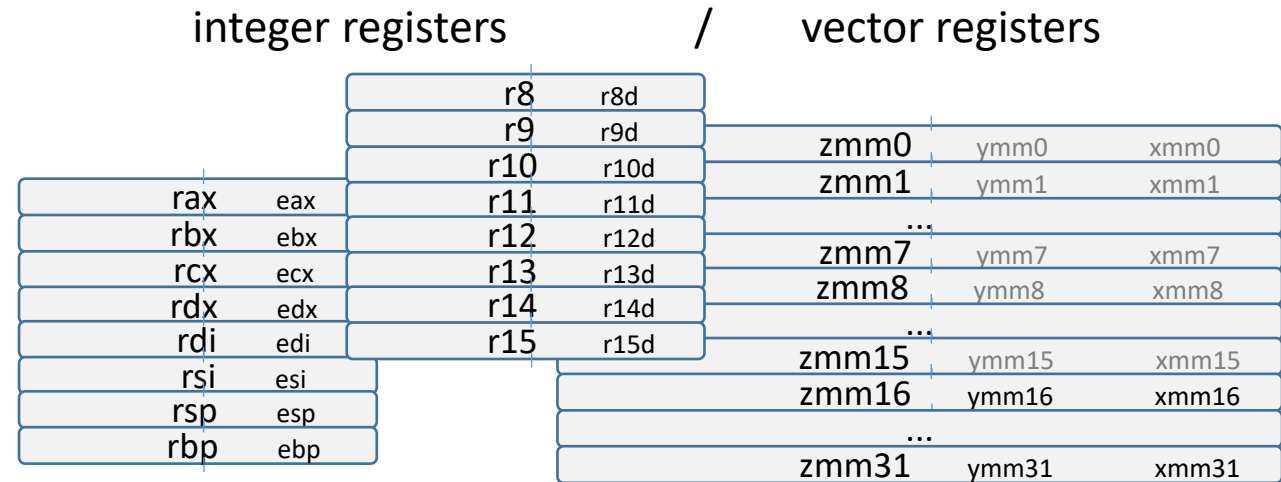 integer registers / vector registers
r8 r8d
r9 r9d
r10 r10d
r11 r11d
r12 r12d
r13 r13d
r14 r14d
r15 r15d
rax eax
rbx ebx
rcx ecx
rdx edx
rdi edi
rsi esi
rsp esp
rbp ebp
zmm0 ymm0 xmm0
zmm1 ymm1 xmm1
...
zmm7 ymm7 xmm7
zmm8 ymm8 xmm8
...
zmm15 ymm15 xmm15
zmm16 ymm16 xmm16
...
zmm31 ymm31 xmm31